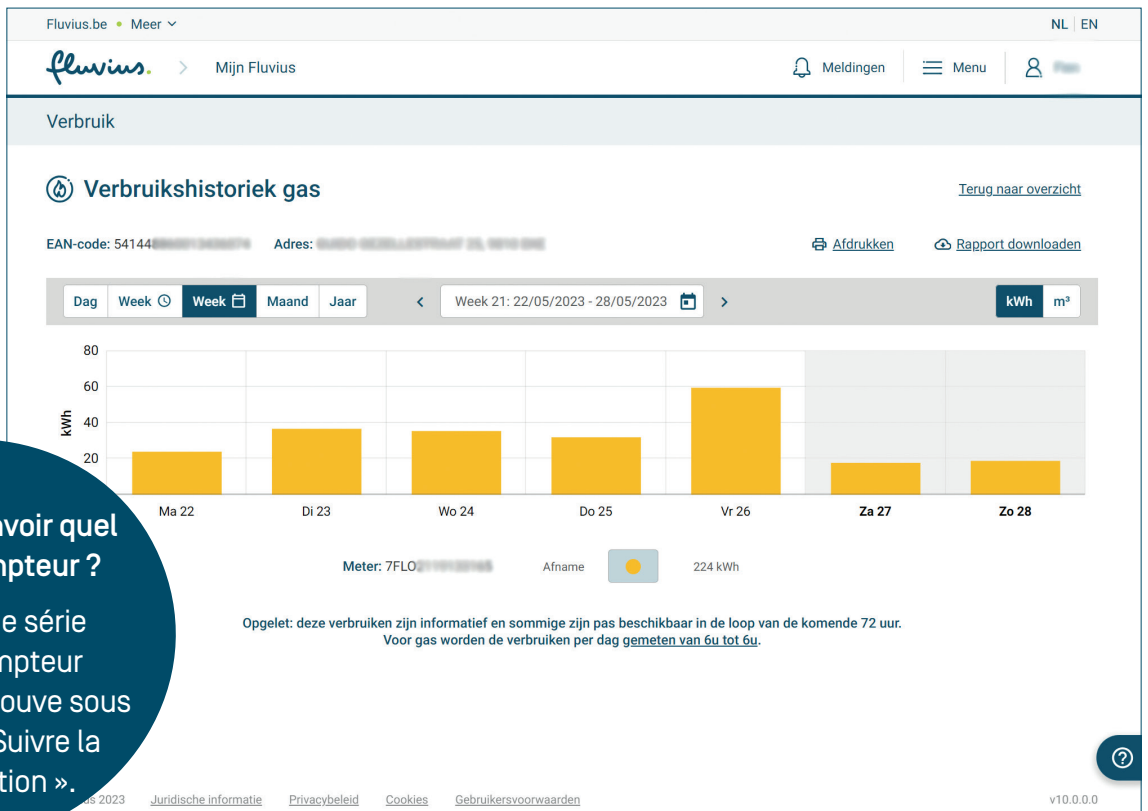 Fluvius.be • Meer
NL | EN
fluvius. > Mijn Fluvius
Meldingen
Menu
Verbruik
Verbruikshistoriek gas
Terug naar overzicht
EAN-code: 54144
Adres:
Afdrukken
Rapport downloaden
Dag
Week
Week
Maand
Jaar
< Week 21: 22/05/2023 - 28/05/2023 >
kWh
m³
80
60
40
20
kWh
Ma 22
Di 23
Wo 24
Do 25
Vr 26
Za 27
Zo 28
Meter: 7FLO
Afname
224 kWh
Opgelet: deze verbruiken zijn informatief en sommige zijn pas beschikbaar in de loop van de komende 72 uur.
Voor gas worden de verbruiken per dag gemeten van 6u tot 6u.
avoir quel
mpteur ?
e série
mpteur
ouve sous
Suivre la
tion ».
2023
Juridische informatie
Privacybeleid
Cookies
Gebruikersvoorwaarden
v10.0.0.0